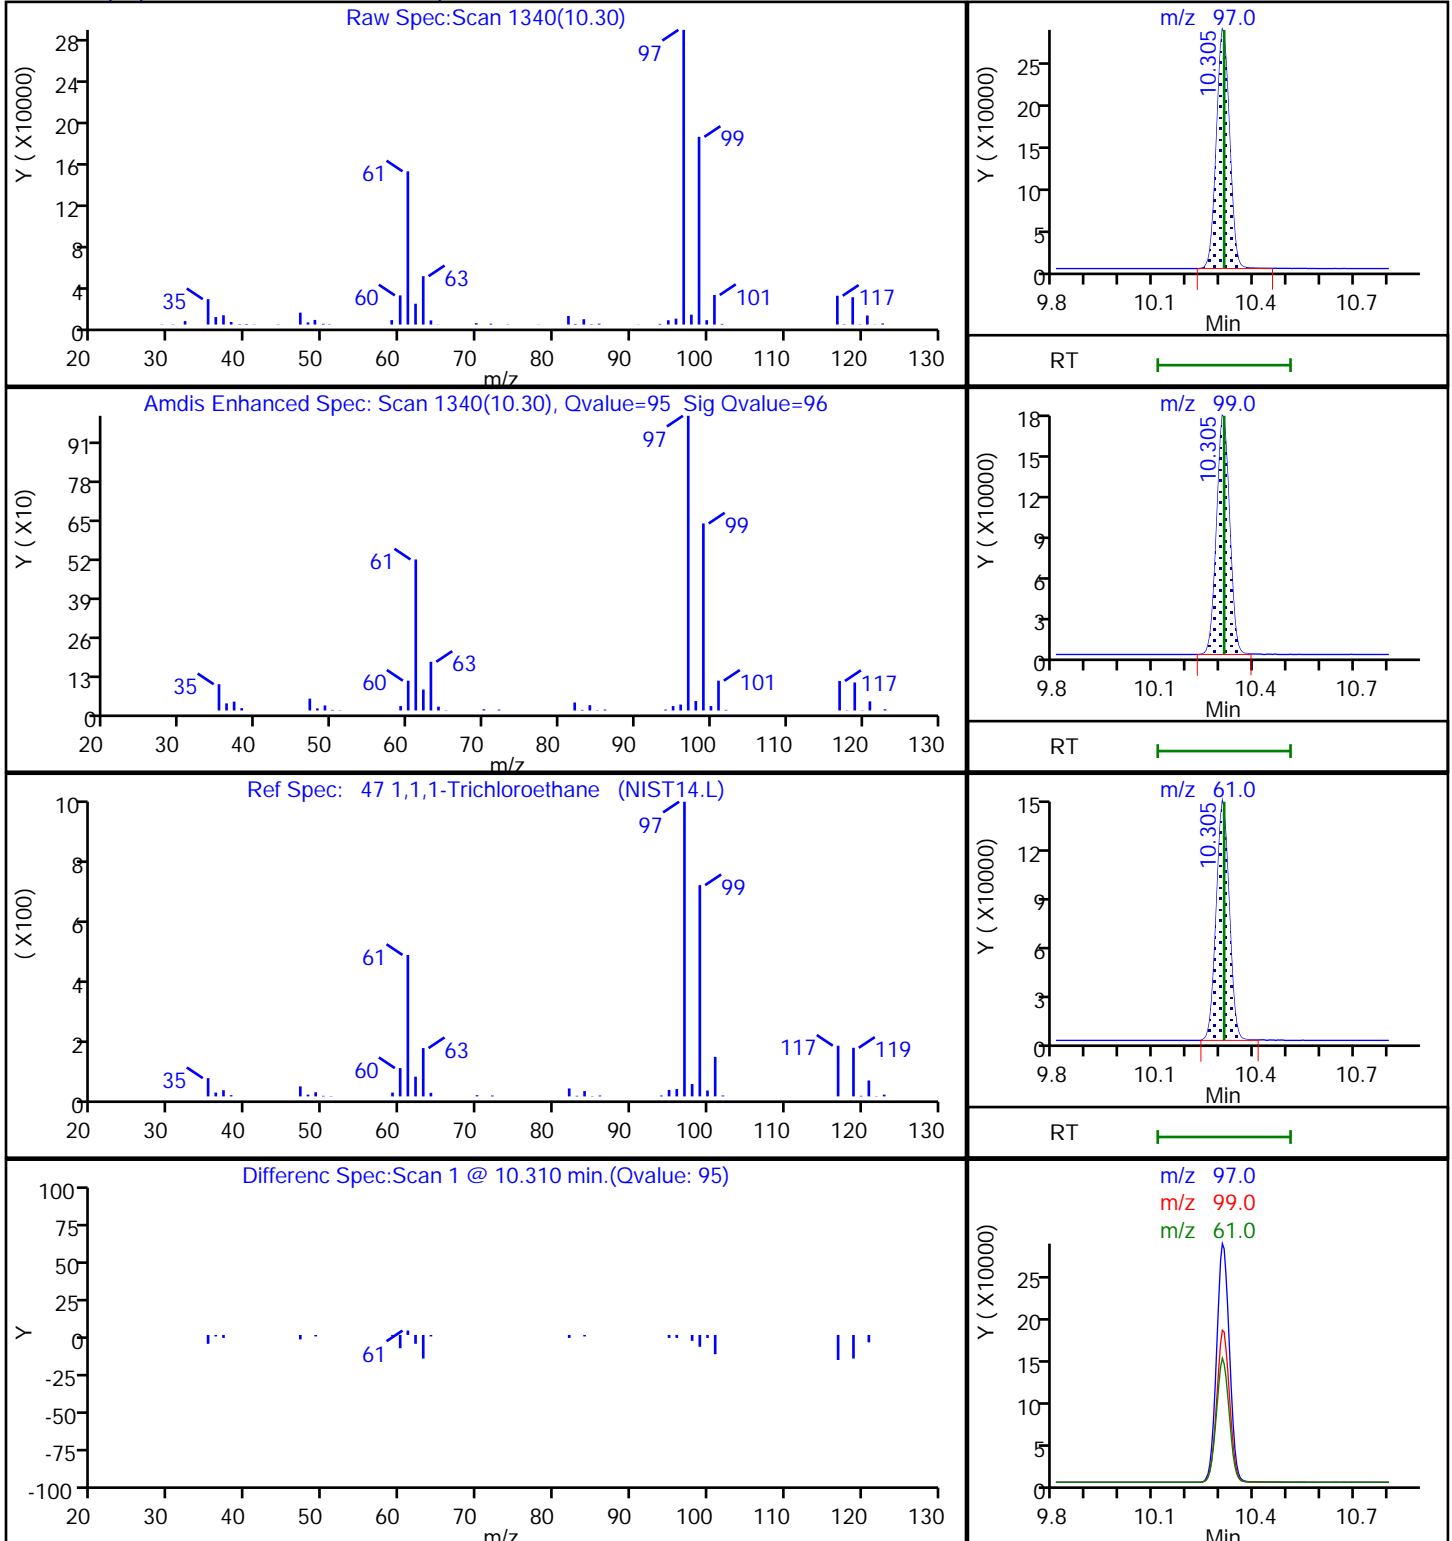 Raw Spec:Scan 1340(10.30)
Y ( X10000)
28
24
20
16
12
8
4
0
97
99
61
63
60
35
101
117
20 30 40 50 60 70 80 90 100 110 120 130
m/z
m/z 97.0
Y ( X10000)
25
20
15
10
5
0
10.305
9.8 10.1 10.4 10.7
Min
RT
Amdis Enhanced Spec: Scan 1340(10.30), Qvalue=95 Sig Qvalue=96
Y ( X10)
91
78
65
52
39
26
13
0
97
99
61
63
60
35
101
117
20 30 40 50 60 70 80 90 100 110 120 130
m/z
m/z 99.0
Y ( X10000)
18
15
12
9
6
3
0
10.305
9.8 10.1 10.4 10.7
Min
RT
Ref Spec: 47 1,1,1-Trichloroethane (NIST14.L)
( X100)
10
8
6
4
2
0
97
99
61
63
60
35
117
119
20 30 40 50 60 70 80 90 100 110 120 130
m/z
m/z 61.0
Y ( X10000)
15
12
9
6
3
0
10.305
9.8 10.1 10.4 10.7
Min
RT
Differenc Spec:Scan 1 @ 10.310 min.(Qvalue: 95)
Y
100
75
50
25
0
-25
-50
-75
-100
61
20 30 40 50 60 70 80 90 100 110 120 130
m/z
m/z 97.0
m/z 99.0
m/z 61.0
Y ( X10000)
25
20
15
10
5
0
9.8 10.1 10.4 10.7
Min